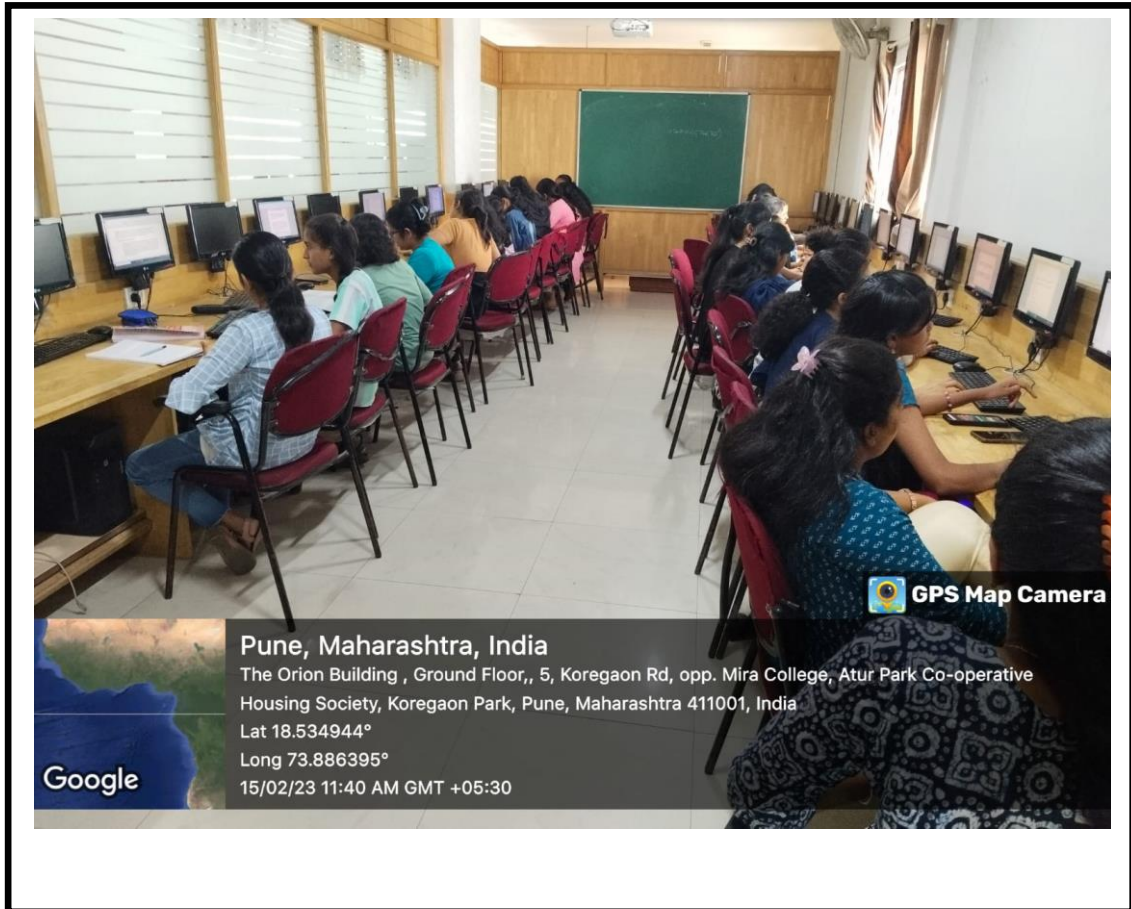 GPS Map Camera
Pune, Maharashtra, India
The Orion Building , Ground Floor,, 5, Koregaon Rd, opp. Mira College, Atur Park Co-operative
Housing Society, Koregaon Park, Pune, Maharashtra 411001, India
Lat 18.534944°
Long 73.886395°
15/02/23 11:40 AM GMT +05:30
Google